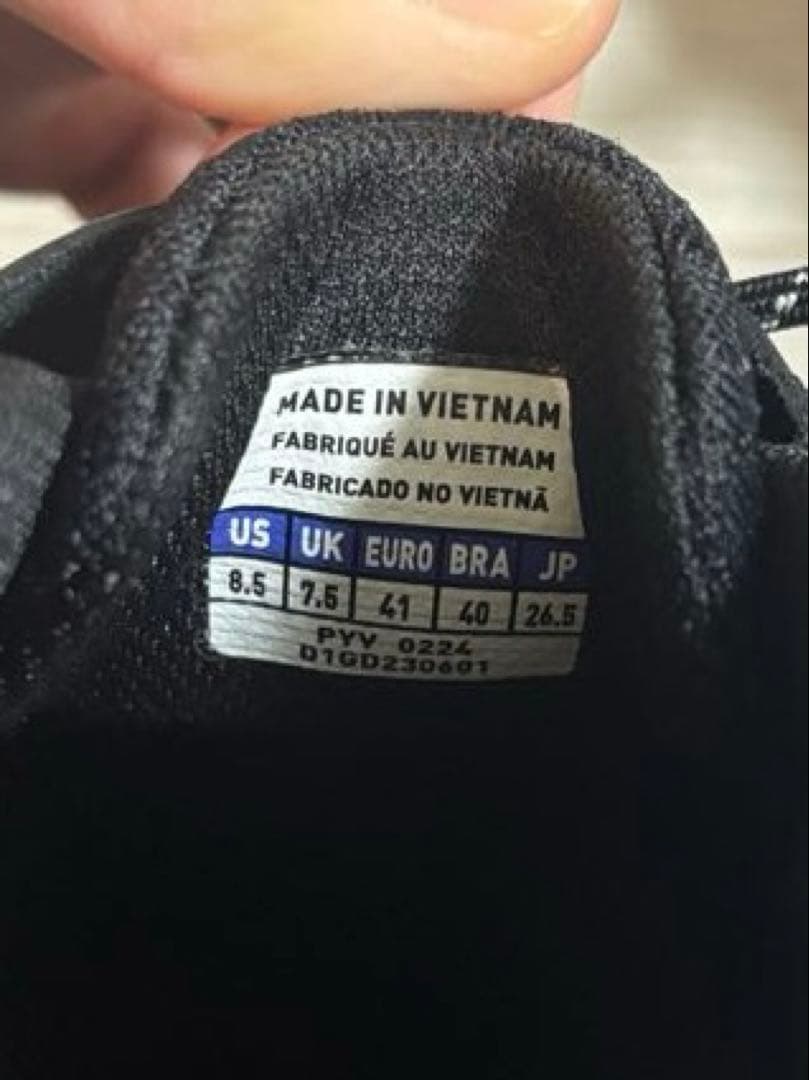 MADE IN VIETNAM
FABRIQUÉ AU VIETNAM
FABRICADO NO VIETNÃ
US UK EURO BRA JP
8.5 7.5 41 40 26.5
PYV 0224
D1GD230601